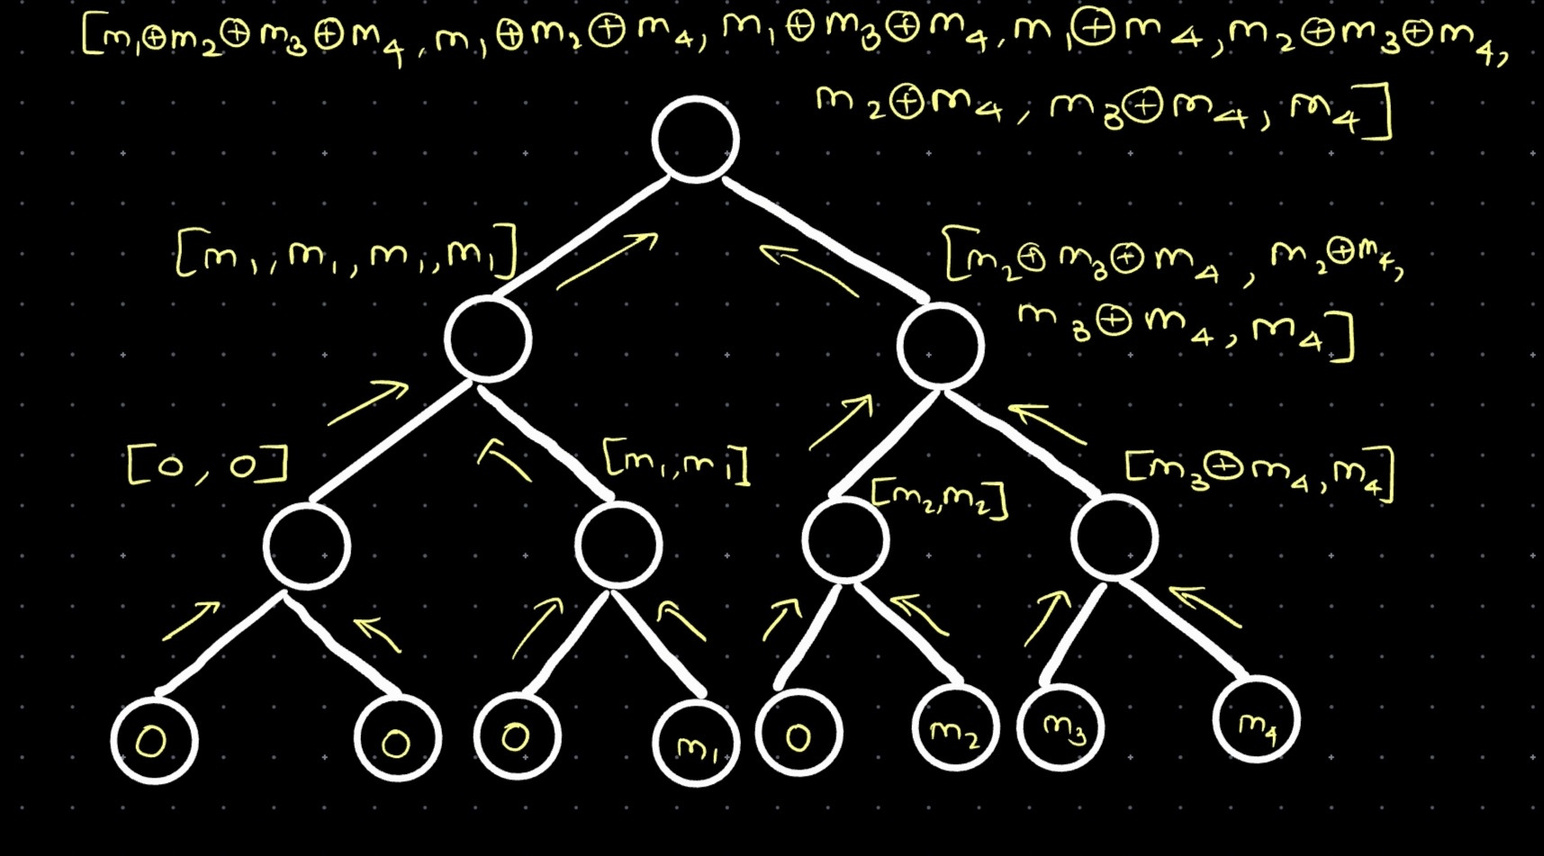 [m₁⊕m₂⊕m₃⊕m₄, m₁⊕m₂⊕m₄, m₁⊕m₃⊕m₄, m₁⊕m₄, m₂⊕m₃⊕m₄,
m₂⊕m₄, m₃⊕m₄, m₄]
[m₁, m₁, m₁, m₁]
[m₂⊕m₃⊕m₄, m₂⊕m₄,
m₃⊕m₄, m₄]
[0, 0]
[m₁, m₁]
[m₂, m₂]
[m₃⊕m₄, m₄]
0 0 0 m₁ 0 m₂ m₃ m₄